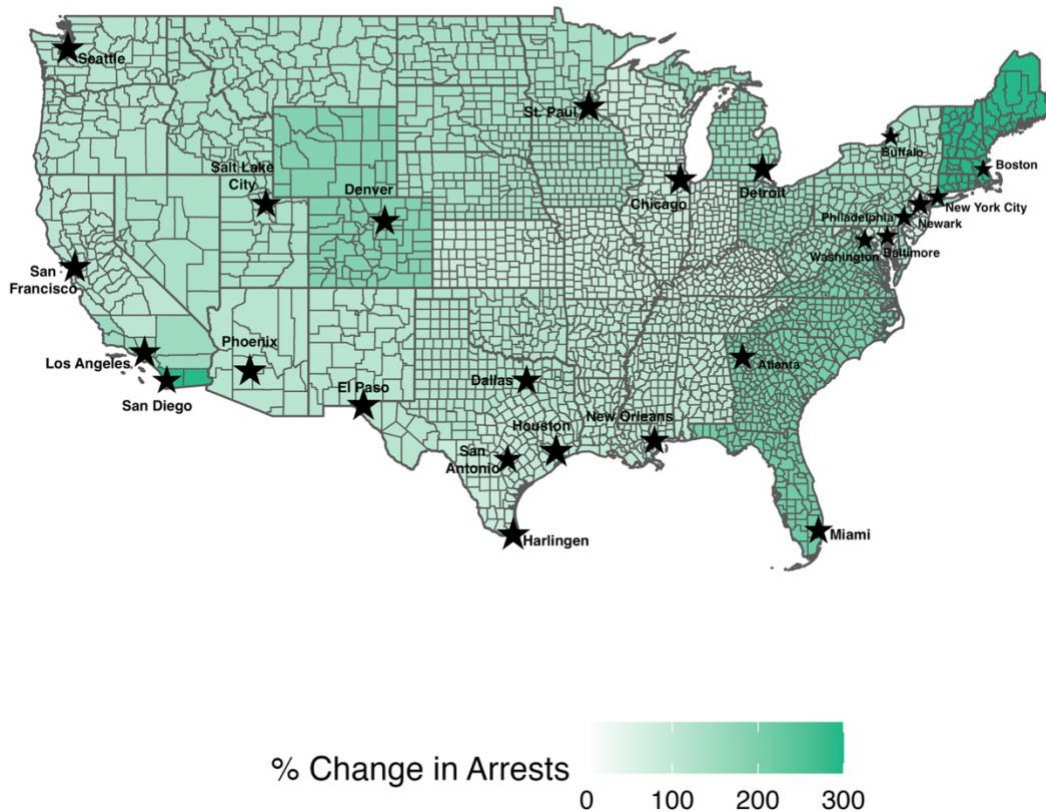 Seattle
St. Paul
Buffalo
Boston
Salt Lake
City
Denver
Chicago
Detroit
New York City
Philadelphia
Newark
Washington
Baltimore
San
Francisco
Los Angeles
Phoenix
San Diego
El Paso
Dallas
Atlanta
New Orleans
Houston
San
Antonio
Harlingen
Miami
% Change in Arrests
0 100 200 300